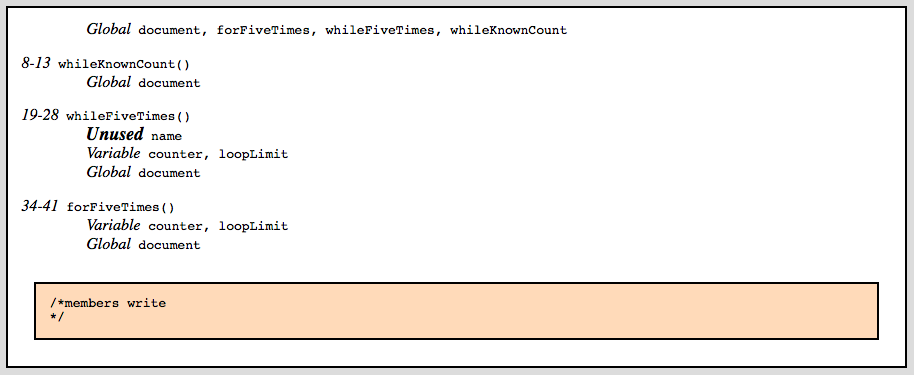 Global document, forFiveTimes, whileFiveTimes, whileKnownCount
8-13 whileKnownCount()
Global document
19-28 whileFiveTimes()
Unused name
Variable counter, loopLimit
Global document
34-41 forFiveTimes()
Variable counter, loopLimit
Global document
/*members write
*/